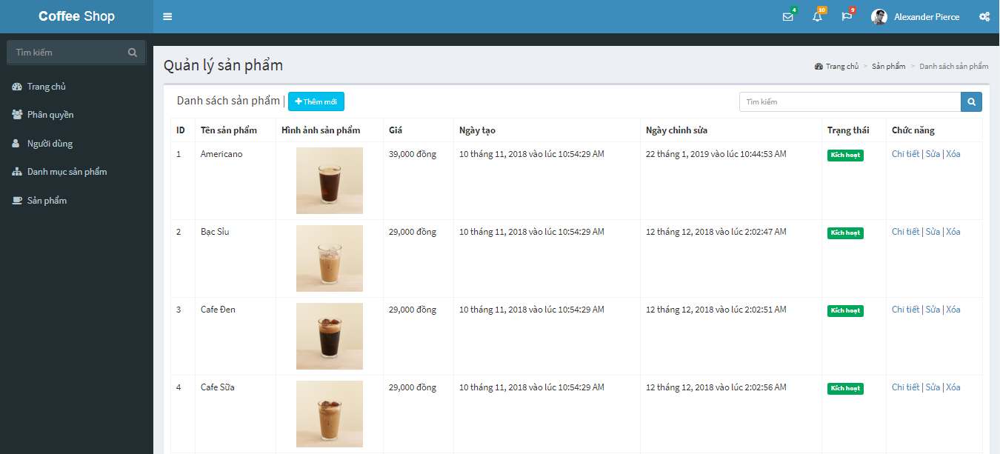 Coffee Shop
4
10
9
Alexander Pierce
Tìm kiếm
Trang chủ
Phân quyền
Người dùng
Danh mục sản phẩm
Sản phẩm
Quản lý sản phẩm
Trang chủ > Sản phẩm > Danh sách sản phẩm
Danh sách sản phẩm | Thêm mới
Tìm kiếm
ID Tên sản phẩm Hình ảnh sản phẩm Giá Ngày tạo Ngày chỉnh sửa Trạng thái Chức năng
1 Americano 39,000 đồng 10 tháng 11, 2018 vào lúc 10:54:29 AM 22 tháng 1, 2019 vào lúc 10:44:53 AM Kích hoạt Chi tiết | Sửa | Xóa
2 Bạc Sỉu 29,000 đồng 10 tháng 11, 2018 vào lúc 10:54:29 AM 12 tháng 12, 2018 vào lúc 2:02:47 AM Kích hoạt Chi tiết | Sửa | Xóa
3 Cafe Đen 29,000 đồng 10 tháng 11, 2018 vào lúc 10:54:29 AM 12 tháng 12, 2018 vào lúc 2:02:51 AM Kích hoạt Chi tiết | Sửa | Xóa
4 Cafe Sữa 29,000 đồng 10 tháng 11, 2018 vào lúc 10:54:29 AM 12 tháng 12, 2018 vào lúc 2:02:56 AM Kích hoạt Chi tiết | Sửa | Xóa